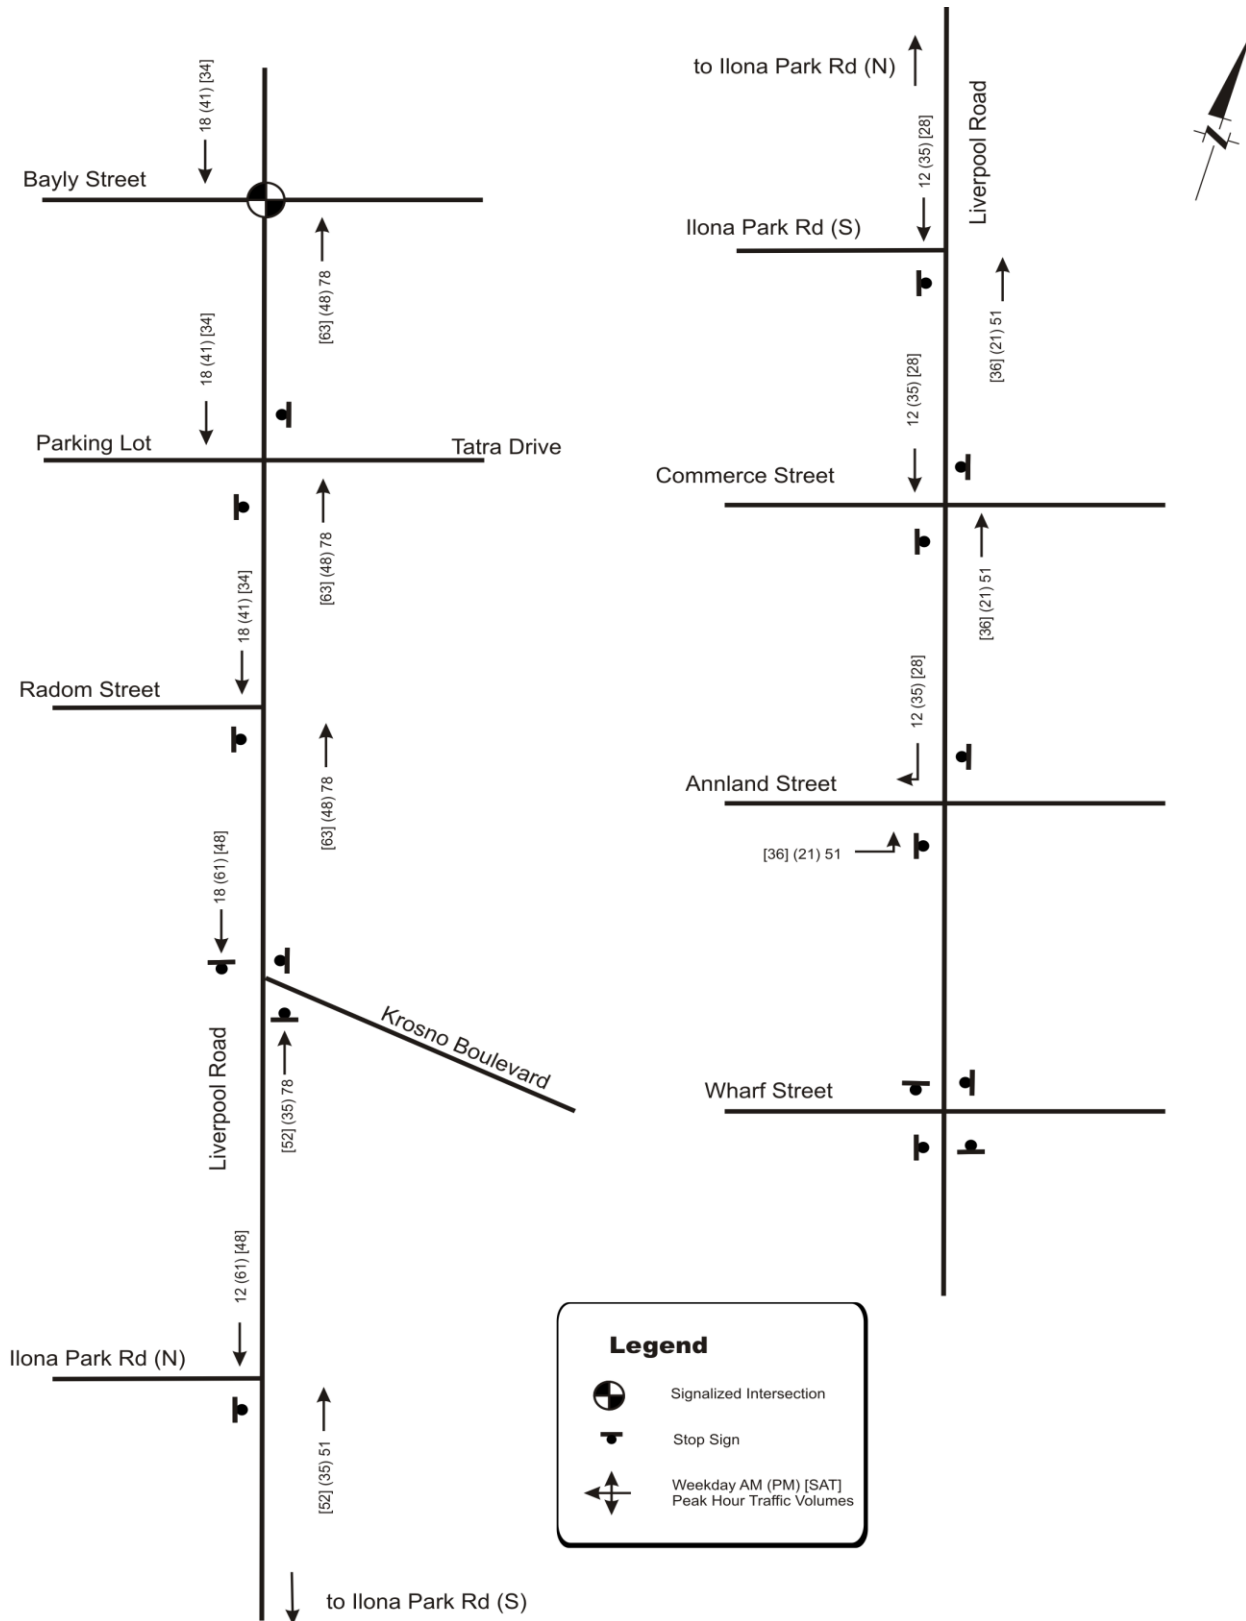 18 (41) [34]
Bayly Street
[63] (48) 78
18 (41) [34]
Parking Lot
Tatra Drive
[63] (48) 78
18 (41) [34]
Radom Street
[63] (48) 78
18 (61) [48]
Krosno Boulevard
Liverpool Road
[52] (35) 78
12 (61) [48]
Ilona Park Rd (N)
[52] (35) 51
to Ilona Park Rd (S)
to Ilona Park Rd (N)
Liverpool Road
12 (35) [28]
Ilona Park Rd (S)
[36] (21) 51
12 (35) [28]
Commerce Street
[36] (21) 51
12 (35) [28]
Annland Street
[36] (21) 51
Wharf Street
N
Legend
Signalized Intersection
Stop Sign
Weekday AM (PM) [SAT]
Peak Hour Traffic Volumes